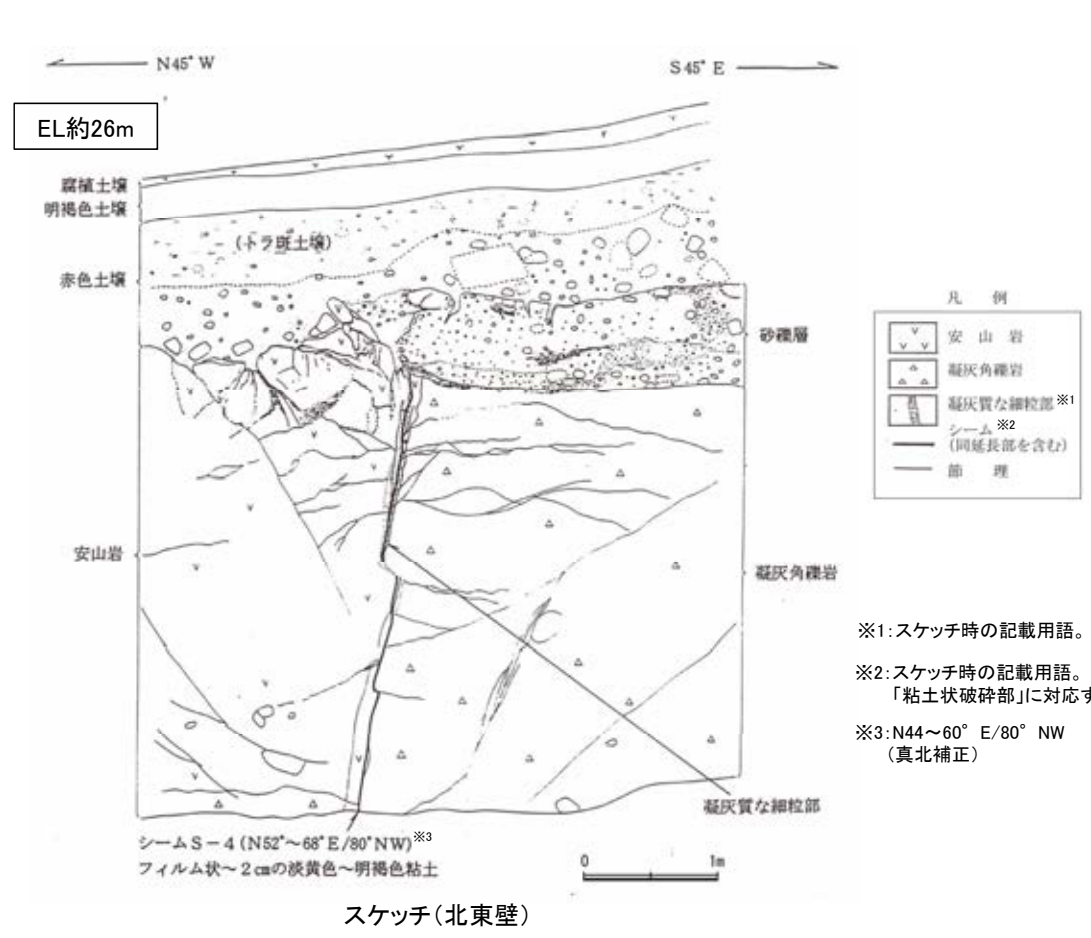 N45°W
S45°E
EL約26m
腐植土壌
明褐色土壌
(トラ斑土壌)
赤色土壌
砂礫層
安山岩
凝灰角礫岩
凝灰質な細粒部
シームS-4(N52°~68°E/80°NW)※3
フィルム状~2㎝の淡黄色~明褐色粘土
0 1m
スケッチ(北東壁)
凡 例
安 山 岩
凝灰角礫岩
凝灰質な細粒部※1
シーム※2
(同延長部を含む)
節 理
※1:スケッチ時の記載用語。
※2:スケッチ時の記載用語。
「粘土状破砕部」に対応す
※3:N44~60°E/80°NW
(真北補正)